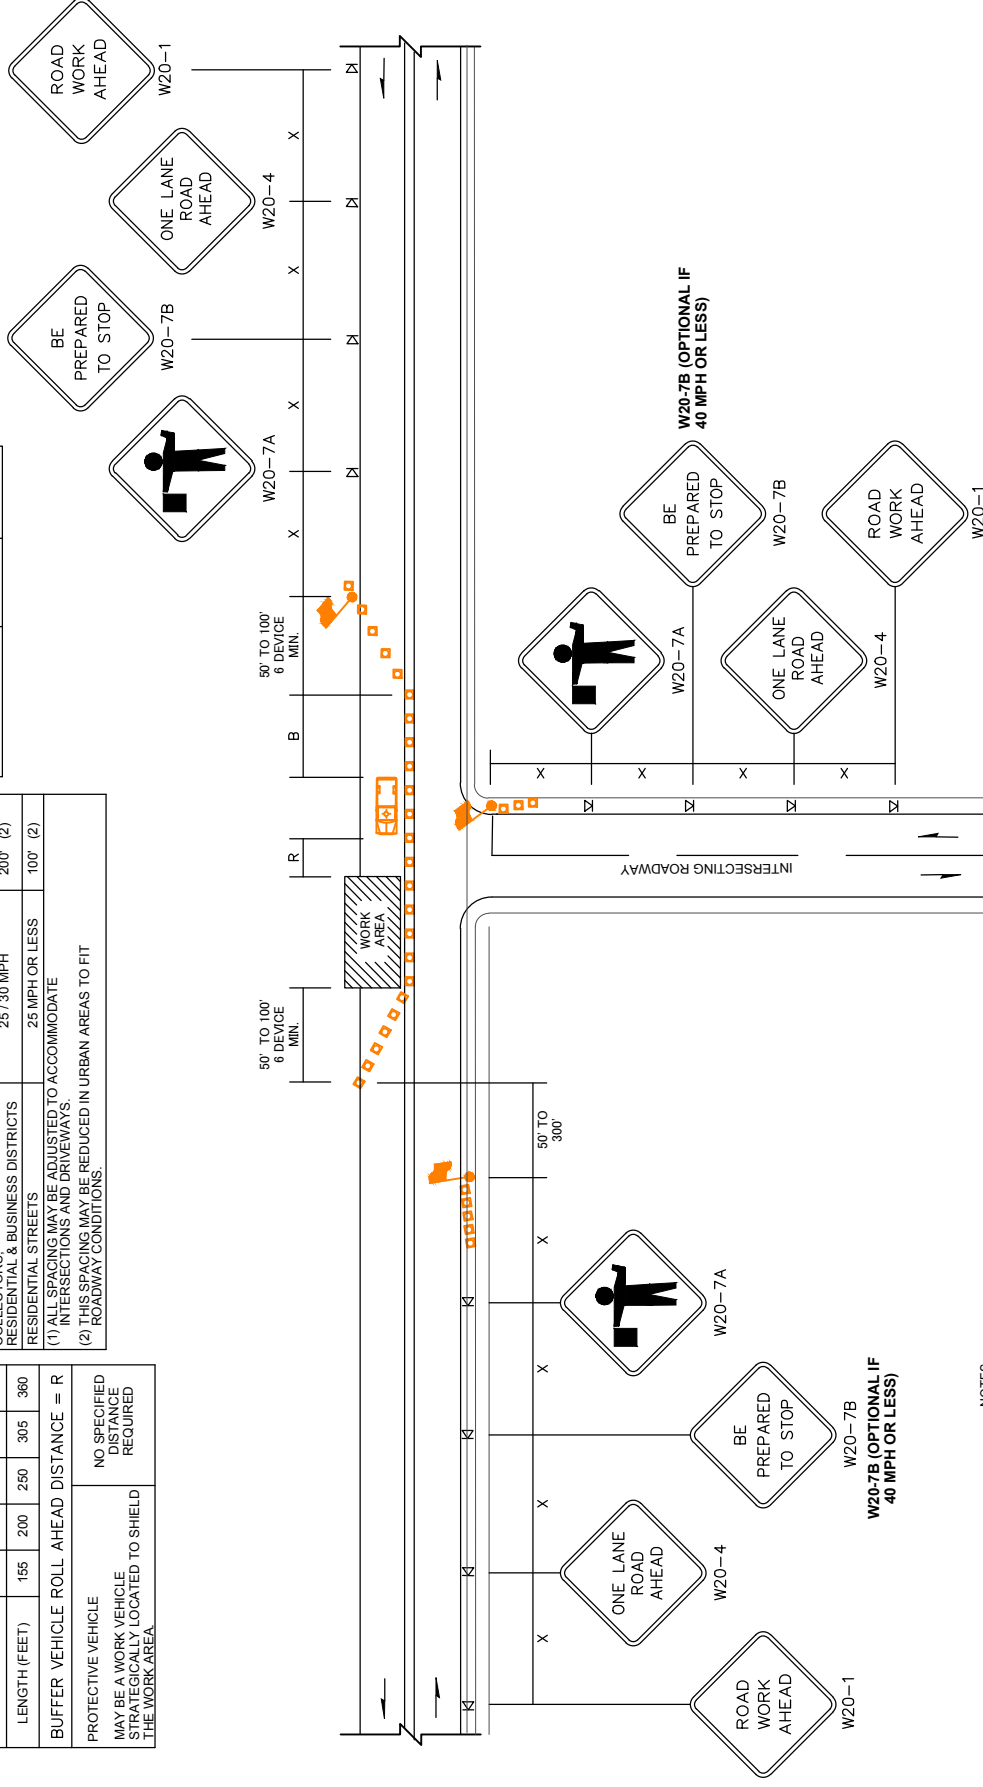 LENGTH (FEET) 155 200 250 305 360
BUFFER VEHICLE ROLL AHEAD DISTANCE = R
PROTECTIVE VEHICLE
MAY BE A WORK VEHICLE
STRATEGICALLY LOCATED TO SHIELD
THE WORK AREA.
NO SPECIFIED
DISTANCE
REQUIRED
RESIDENTIAL & BUSINESS DISTRICTS
25 / 30 MPH
200' (2)
RESIDENTIAL STREETS
25 MPH OR LESS
100' (2)
(1) ALL SPACING MAY BE ADJUSTED TO ACCOMMODATE
INTERSECTIONS AND DRIVEWAYS.
(2) THIS SPACING MAY BE REDUCED IN URBAN AREAS TO FIT
ROADWAY CONDITIONS.
BE
PREPARED
TO STOP
W20-7B
ROAD
WORK
AHEAD
W20-1
ONE LANE
ROAD
AHEAD
W20-4
W20-7A
50' TO 100'
6 DEVICE
MIN.
50' TO 100'
6 DEVICE
MIN.
R
B
X
X
X
X
WORK
AREA
50' TO
300'
X
X
X
X
INTERSECTING ROADWAY
X
X
X
X
ROAD
WORK
AHEAD
W20-1
ONE LANE
ROAD
AHEAD
W20-4
BE
PREPARED
TO STOP
W20-7B
W20-7B (OPTIONAL IF
40 MPH OR LESS)
W20-7A
W20-7A
BE
PREPARED
TO STOP
W20-7B
W20-7B (OPTIONAL IF
40 MPH OR LESS)
ONE LANE
ROAD
AHEAD
W20-4
ROAD
WORK
AHEAD
W20-1